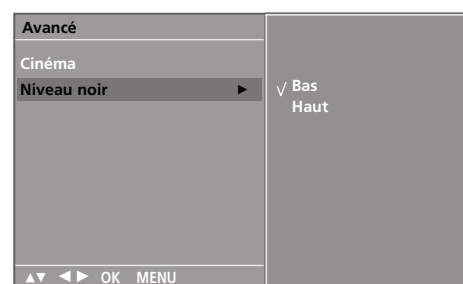 Avancé
Cinéma
Niveau noir ►
√ Bas
Haut
▲▼ ◄► OK MENU